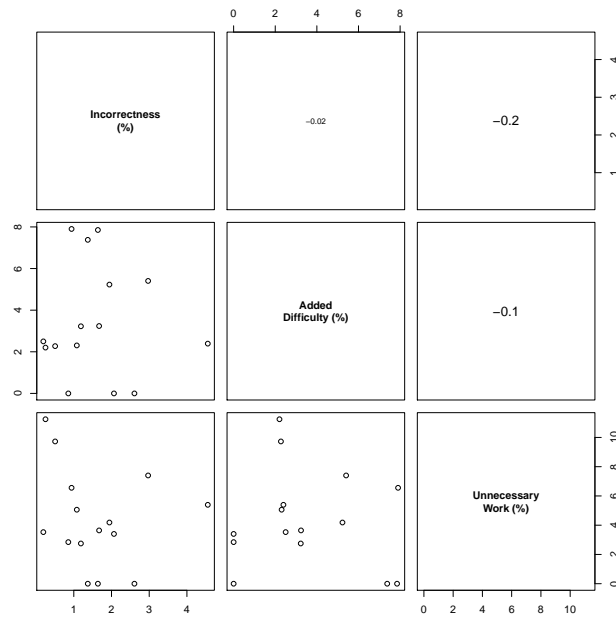 0 2 4 6 8
Incorrectness
(%)
−0.02
−0.2
1 2 3 4
0 2 4 6 8
Added
Difficulty (%)
−0.1
Unnecessary
Work (%)
0 2 4 6 8 10
1 2 3 4
0 2 4 6 8 10